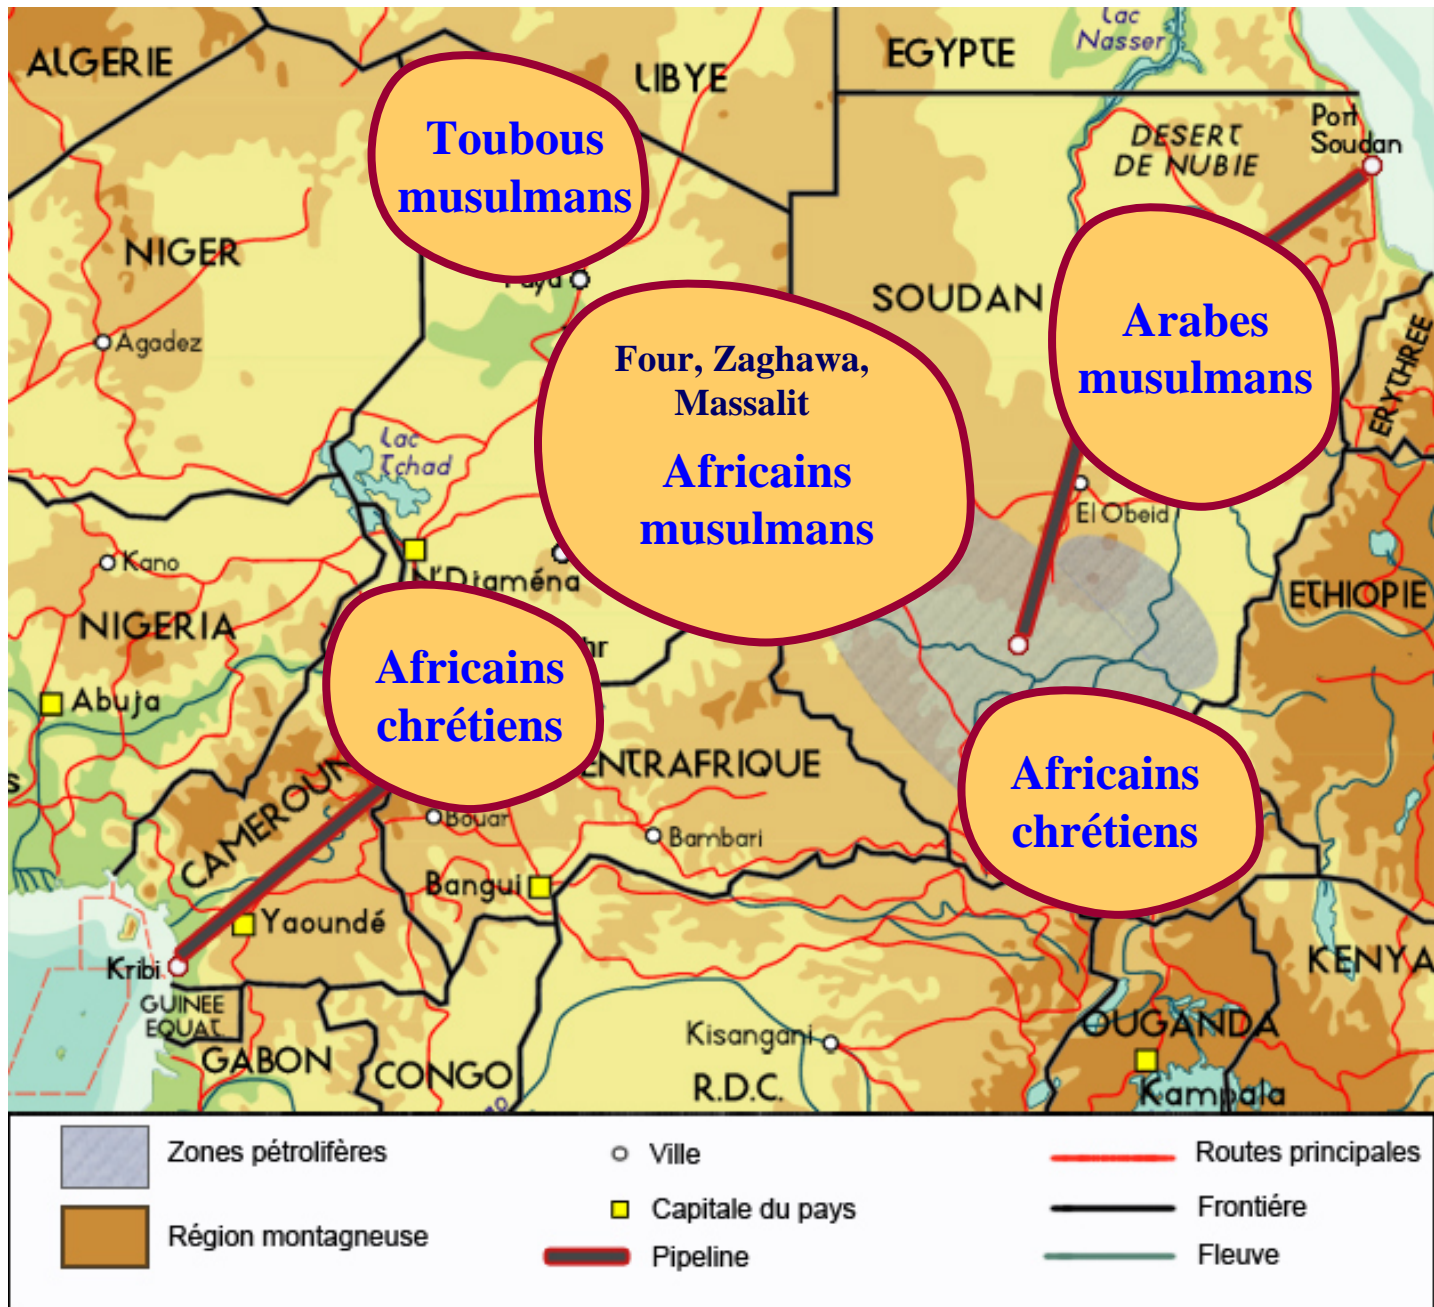 ALGERIE
LIBYE
EGYPTE
Lac
Nasser
Port
Soudan
DESERT
DE NUBIE
Toubous
musulmans
NIGER
Faya
SOUDAN
Arabes
musulmans
ERYTHREE
Agadez
Four, Zaghawa,
Massalit
Africains
musulmans
Lac
Tchad
El Obeid
Kano
N'Djaména
ETHIOPIE
NIGERIA
hr
Africains
chrétiens
Abuja
ENTRAFRIQUE
Africains
chrétiens
s
CAMEROUN
Bouar
Bambari
Bangui
Yaoundé
Kribi
KENYA
GUINEE
EQUAT.
GABON
CONGO
Kisangani
R.D.C.
OUGANDA
Kampala
Zones pétrolifères
Ville
Routes principales
Région montagneuse
Capitale du pays
Frontiére
Pipeline
Fleuve